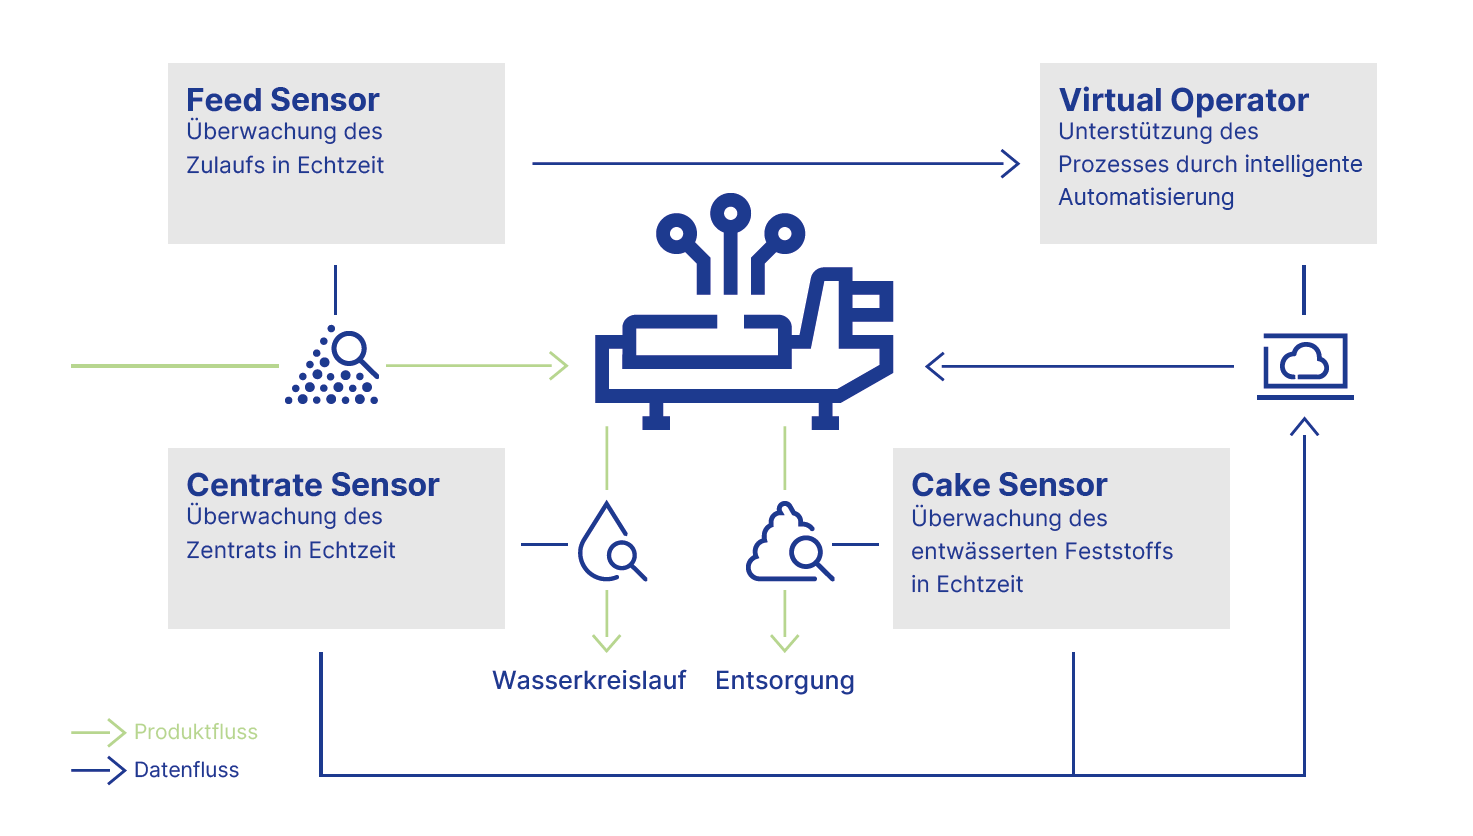 Feed Sensor
Überwachung des
Zulaufs in Echtzeit
Virtual Operator
Unterstützung des
Prozesses durch intelligente
Automatisierung
Centrate Sensor
Überwachung des
Zentrats in Echtzeit
Cake Sensor
Überwachung des
entwässerten Feststoffs
in Echtzeit
Wasserkreislauf
Entsorgung
Produktfluss
Datenfluss